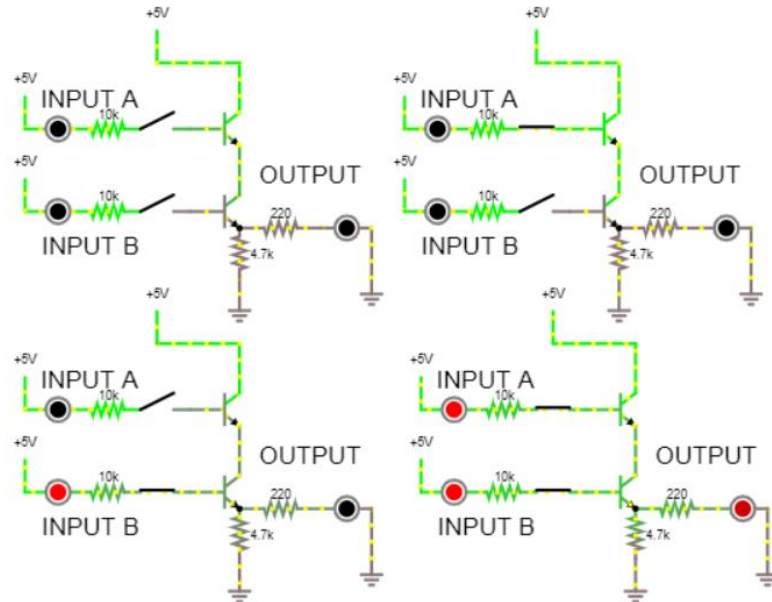 +5V
+5V
INPUT A
10k
+5V
10k
OUTPUT
INPUT B
220
4.7k
+5V
+5V
INPUT A
10k
+5V
10k
OUTPUT
INPUT B
220
4.7k
+5V
+5V
INPUT A
10k
+5V
10k
OUTPUT
INPUT B
220
4.7k
+5V
+5V
INPUT A
10k
+5V
10k
OUTPUT
INPUT B
220
4.7k